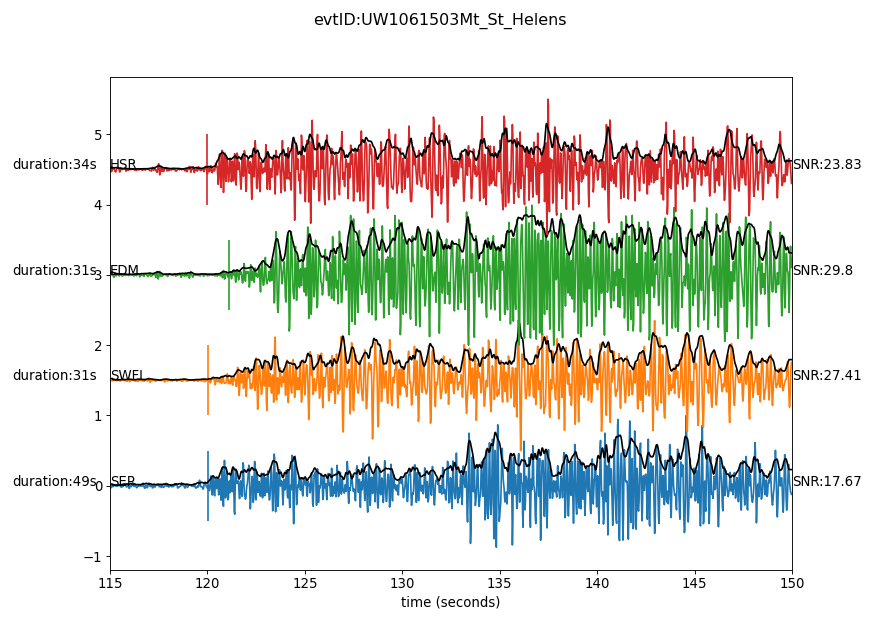 evtID:UW1061503Mt_St_Helens
5
duration:34s HSR SNR:23.83
4
duration:31s EDM SNR:29.8
3
2
duration:31s SWFL SNR:27.41
1
duration:49s SEP SNR:17.67
0
−1
115 120 125 130 135 140 145 150
time (seconds)